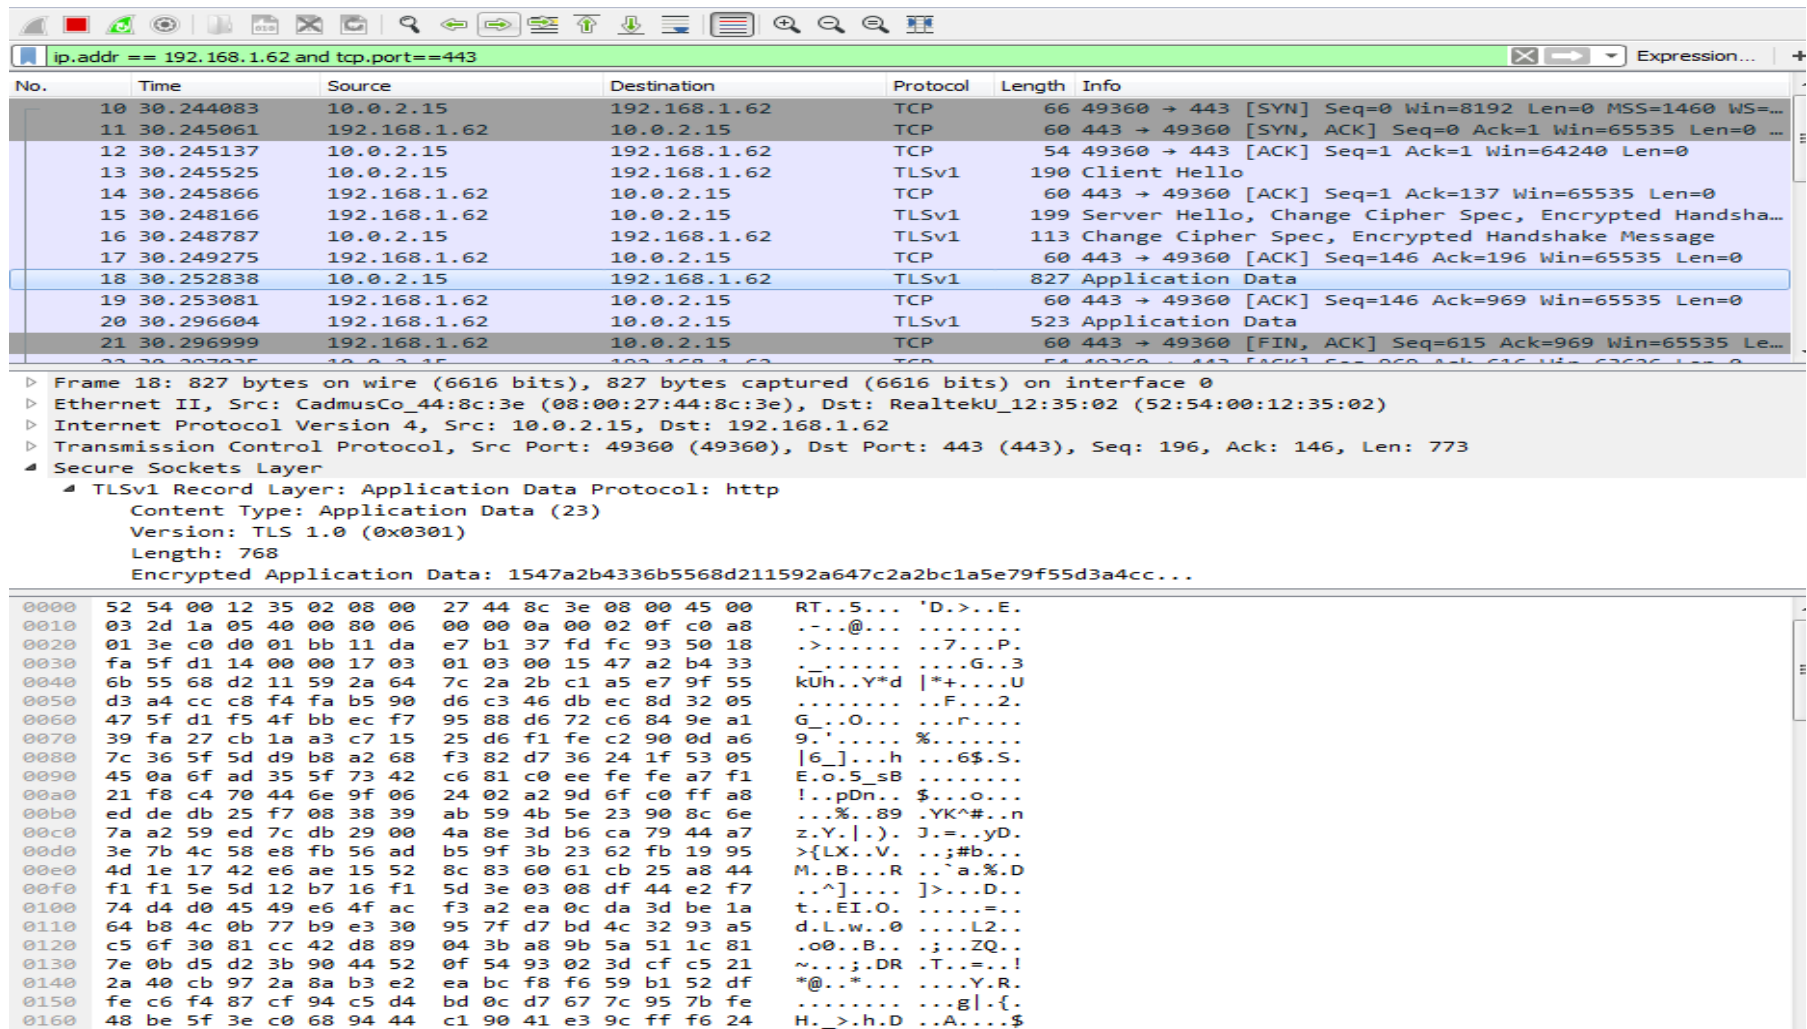 ip.addr == 192.168.1.62 and tcp.port==443 Expression... +
No. Time Source Destination Protocol Length Info
10 30.244083 10.0.2.15 192.168.1.62 TCP 66 49360 → 443 [SYN] Seq=0 Win=8192 Len=0 MSS=1460 WS=…
11 30.245061 192.168.1.62 10.0.2.15 TCP 60 443 → 49360 [SYN, ACK] Seq=0 Ack=1 Win=65535 Len=0 …
12 30.245137 10.0.2.15 192.168.1.62 TCP 54 49360 → 443 [ACK] Seq=1 Ack=1 Win=64240 Len=0
13 30.245525 10.0.2.15 192.168.1.62 TLSv1 190 Client Hello
14 30.245866 192.168.1.62 10.0.2.15 TCP 60 443 → 49360 [ACK] Seq=1 Ack=137 Win=65535 Len=0
15 30.248166 192.168.1.62 10.0.2.15 TLSv1 199 Server Hello, Change Cipher Spec, Encrypted Handsha…
16 30.248787 10.0.2.15 192.168.1.62 TLSv1 113 Change Cipher Spec, Encrypted Handshake Message
17 30.249275 192.168.1.62 10.0.2.15 TCP 60 443 → 49360 [ACK] Seq=146 Ack=196 Win=65535 Len=0
18 30.252838 10.0.2.15 192.168.1.62 TLSv1 827 Application Data
19 30.253081 192.168.1.62 10.0.2.15 TCP 60 443 → 49360 [ACK] Seq=146 Ack=969 Win=65535 Len=0
20 30.296604 192.168.1.62 10.0.2.15 TLSv1 523 Application Data
21 30.296999 192.168.1.62 10.0.2.15 TCP 60 443 → 49360 [FIN, ACK] Seq=615 Ack=969 Win=65535 Le…
Frame 18: 827 bytes on wire (6616 bits), 827 bytes captured (6616 bits) on interface 0
Ethernet II, Src: CadmusCo_44:8c:3e (08:00:27:44:8c:3e), Dst: RealtekU_12:35:02 (52:54:00:12:35:02)
Internet Protocol Version 4, Src: 10.0.2.15, Dst: 192.168.1.62
Transmission Control Protocol, Src Port: 49360 (49360), Dst Port: 443 (443), Seq: 196, Ack: 146, Len: 773
Secure Sockets Layer
TLSv1 Record Layer: Application Data Protocol: http
Content Type: Application Data (23)
Version: TLS 1.0 (0x0301)
Length: 768
Encrypted Application Data: 1547a2b4336b5568d211592a647c2a2bc1a5e79f55d3a4cc...
0000 52 54 00 12 35 02 08 00 27 44 8c 3e 08 00 45 00 RT..5... 'D.>..E.
0010 03 2d 1a 05 40 00 80 06 00 00 0a 00 02 0f c0 a8 .-..@... ........
0020 01 3e c0 d0 01 bb 11 da e7 b1 37 fd fc 93 50 18 .>...... ..7...P.
0030 fa 5f d1 14 00 00 17 03 01 03 00 15 47 a2 b4 33 ._...... ....G..3
0040 6b 55 68 d2 11 59 2a 64 7c 2a 2b c1 a5 e7 9f 55 kUh..Y*d |*+....U
0050 d3 a4 cc c8 f4 fa b5 90 d6 c3 46 db ec 8d 32 05 ........ ..F...2.
0060 47 5f d1 f5 4f bb ec f7 95 88 d6 72 c6 84 9e a1 G_..O... ...r....
0070 39 fa 27 cb 1a a3 c7 15 25 d6 f1 fe c2 90 0d a6 9.'..... %.......
0080 7c 36 5f 5d d9 b8 a2 68 f3 82 d7 36 24 1f 53 05 |6_]...h ...6$.S.
0090 45 0a 6f ad 35 5f 73 42 c6 81 c0 ee fe fe a7 f1 E.o.5_sB ........
00a0 21 f8 c4 70 44 6e 9f 06 24 02 a2 9d 6f c0 ff a8 !..pDn.. $...o...
00b0 ed de db 25 f7 08 38 39 ab 59 4b 5e 23 90 8c 6e ...%..89 .YK^#..n
00c0 7a a2 59 ed 7c db 29 00 4a 8e 3d b6 ca 79 44 a7 z.Y.|.). J.=..yD.
00d0 3e 7b 4c 58 e8 fb 56 ad b5 9f 3b 23 62 fb 19 95 >{LX..V. ..;#b...
00e0 4d 1e 17 42 e6 ae 15 52 8c 83 60 61 cb 25 a8 44 M..B...R ..`a.%.D
00f0 f1 f1 5e 5d 12 b7 16 f1 5d 3e 03 08 df 44 e2 f7 ..^].... ]>...D..
0100 74 d4 d0 45 49 e6 4f ac f3 a2 ea 0c da 3d be 1a t..EI.O. .....=..
0110 64 b8 4c 0b 77 b9 e3 30 95 7f d7 bd 4c 32 93 a5 d.L.w..0 ....L2..
0120 c5 6f 30 81 cc 42 d8 89 04 3b a8 9b 5a 51 1c 81 .o0..B.. .;..ZQ..
0130 7e 0b d5 d2 3b 90 44 52 0f 54 93 02 3d cf c5 21 ~...;.DR .T..=..!
0140 2a 40 cb 97 2a 8a b3 e2 ea bc f8 f6 59 b1 52 df *@..*... ....Y.R.
0150 fe c6 f4 87 cf 94 c5 d4 bd 0c d7 67 7c 95 7b fe ........ ...g|.{.
0160 48 be 5f 3e c0 68 94 44 c1 90 41 e3 9c ff f6 24 H._>.h.D ..A....$